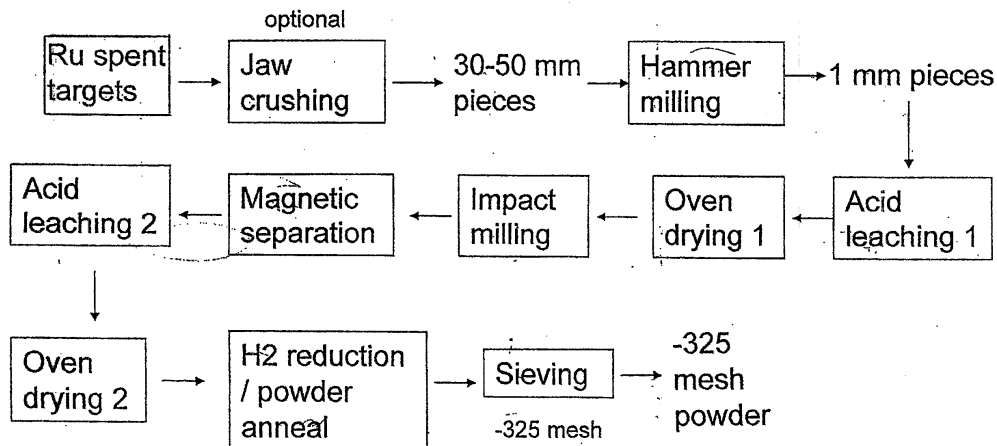 optional
Ru spent
targets
Jaw
crushing
30-50 mm
pieces
Hammer
milling
1 mm pieces
Acid
leaching 1
Oven
drying 1
Impact
milling
Magnetic
separation
Acid
leaching 2
Oven
drying 2
H2 reduction
/ powder
anneal
Sieving
-325 mesh
-325
mesh
powder